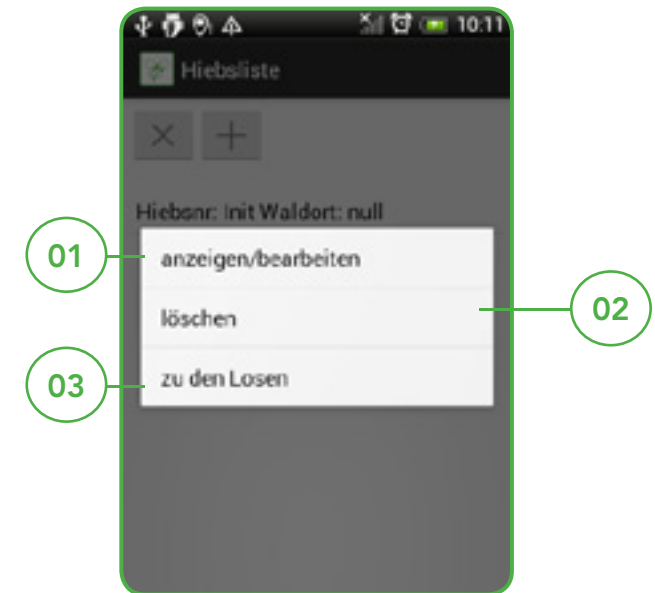 10:11
Hiebsliste
Hiebsnr: Init Waldort: null
01
anzeigen/bearbeiten
löschen
02
03
zu den Losen